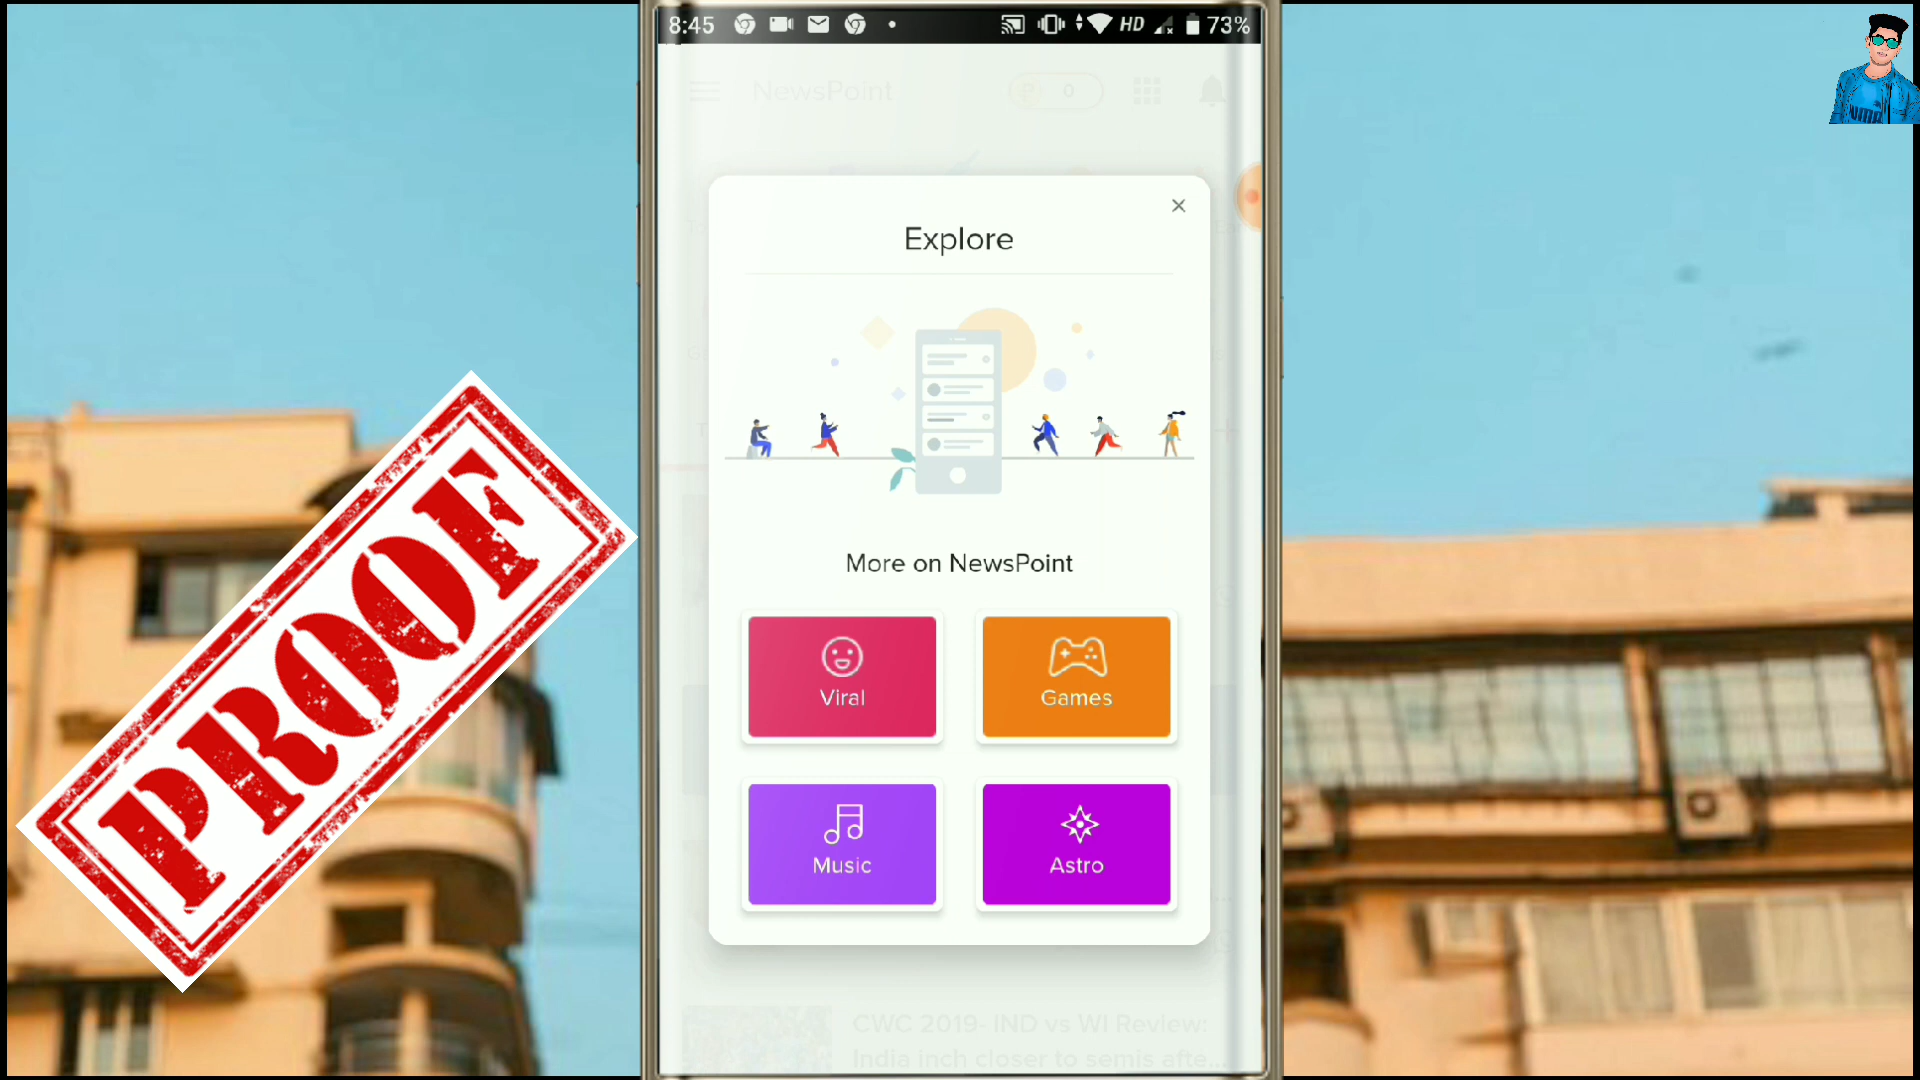 8:45
HD
73%
NewsPoint
0
Explore
More on NewsPoint
Viral
Games
Music
Astro
CWC 2019- IND vs WI Review:
India inch closer to semis afte...
PROOF